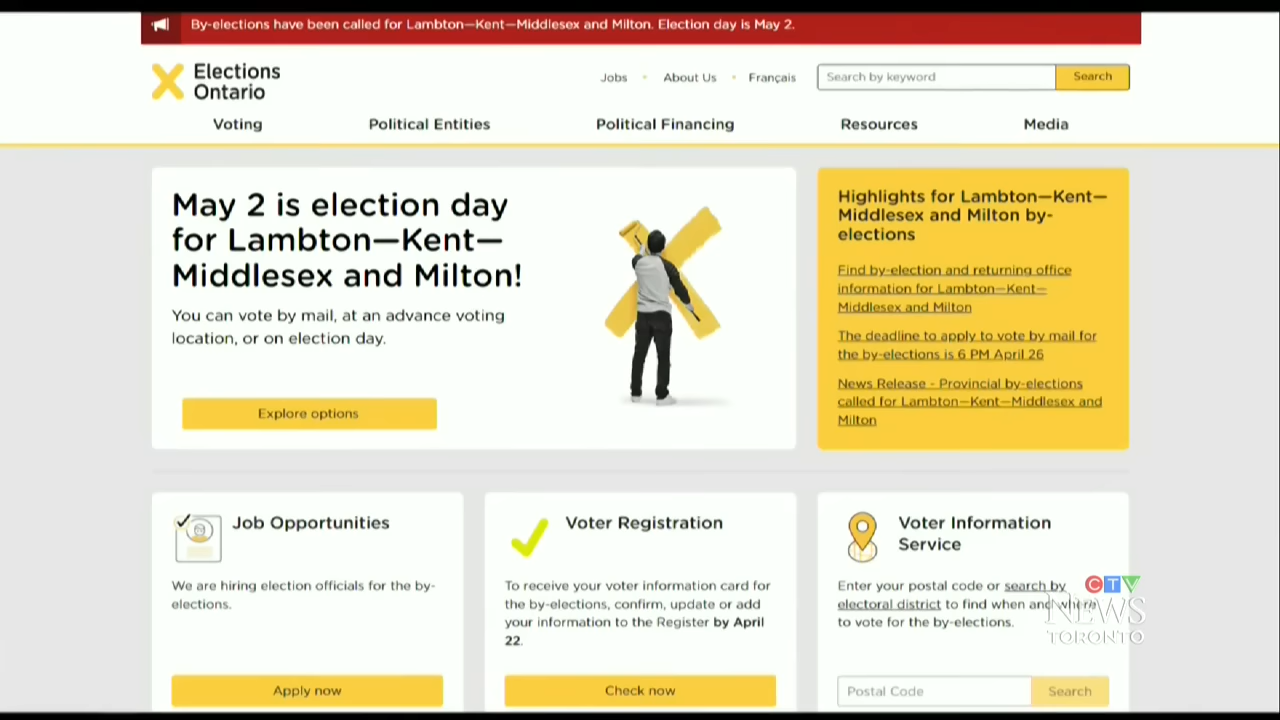 By-elections have been called for Lambton—Kent—Middlesex and Milton. Election day is May 2.
Elections
Ontario
Jobs • About Us • Français
Search by keyword
Search
Voting
Political Entities
Political Financing
Resources
Media
May 2 is election day
for Lambton—Kent—
Middlesex and Milton!
You can vote by mail, at an advance voting
location, or on election day.
Explore options
Highlights for Lambton—Kent—
Middlesex and Milton by-
elections
Find by-election and returning office
information for Lambton—Kent—
Middlesex and Milton
The deadline to apply to vote by mail for
the by-elections is 6 PM April 26
News Release - Provincial by-elections
called for Lambton—Kent—Middlesex and
Milton
Job Opportunities
We are hiring election officials for the by-
elections.
Apply now
Voter Registration
To receive your voter information card for
the by-elections, confirm, update or add
your information to the Register by April
22.
Check now
Voter Information
Service
Enter your postal code or search by
electoral district to find when and where
to vote for the by-elections.
Postal Code
Search
CTV
NEWS
TORONTO